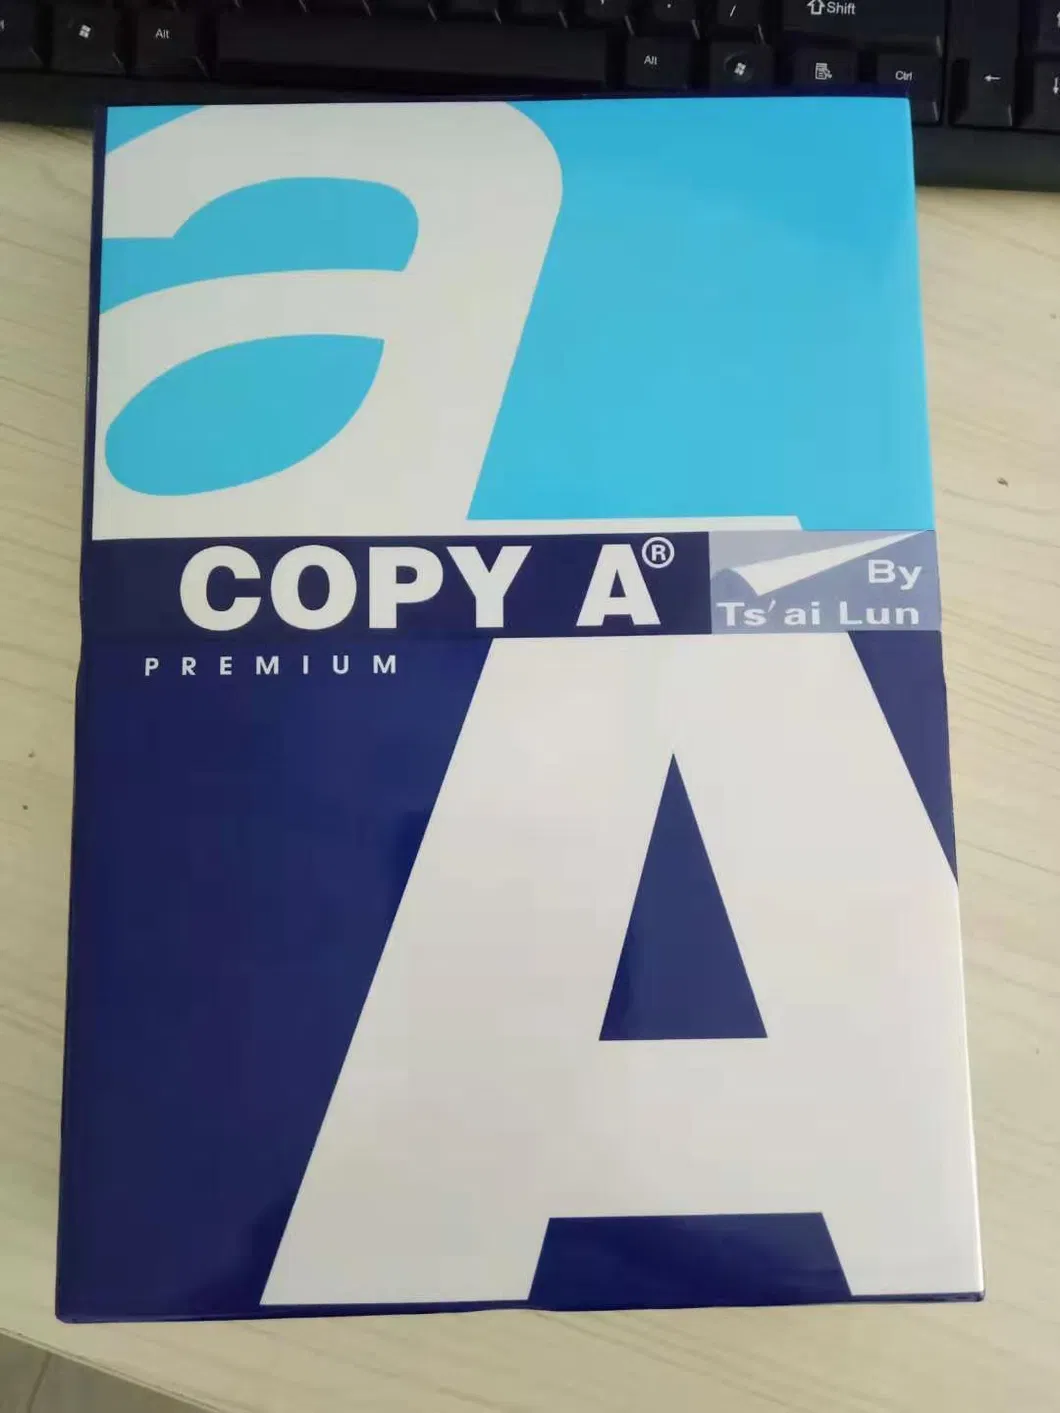 /
⇧Shift
Alt
Alt
Ctrl
←
a
COPY A®
By
Ts'ai Lun
PREMIUM
A